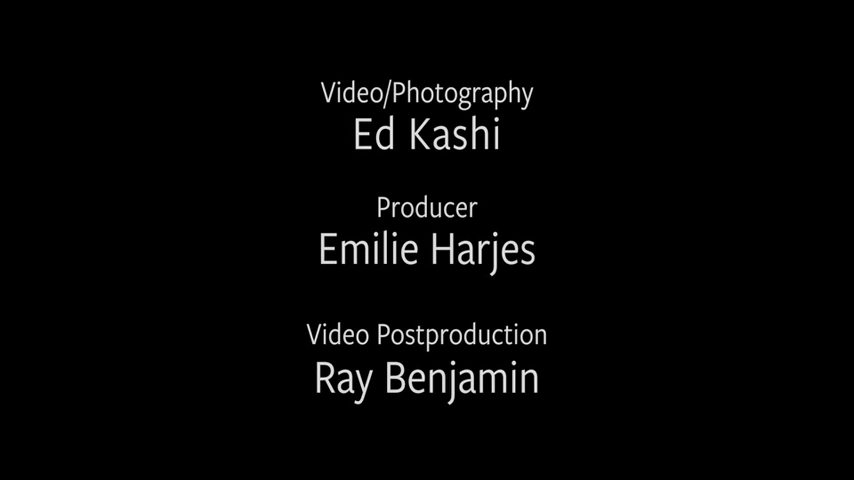 Video/Photography
Ed Kashi
Producer
Emilie Harjes
Video Postproduction
Ray Benjamin